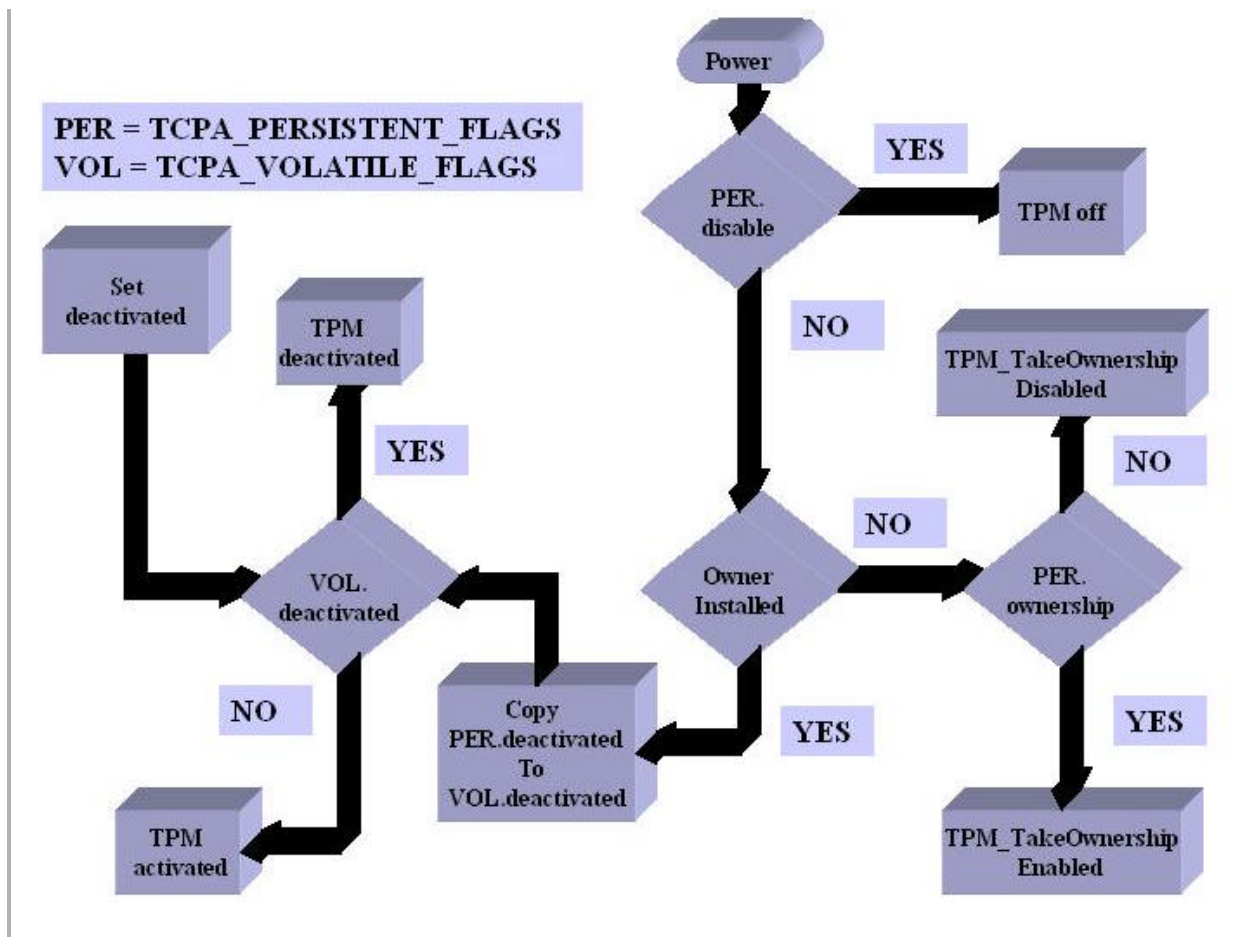 Power
PER = TCPA_PERSISTENT_FLAGS
VOL = TCPA_VOLATILE_FLAGS
YES
PER.
disable
TPM off
Set
deactivated
TPM
deactivated
NO
TPM_TakeOwnership
Disabled
YES
NO
NO
VOL.
deactivated
Owner
Installed
PER.
ownership
NO
Copy
PER.deactivated
To
VOL.deactivated
YES
YES
TPM
activated
TPM_TakeOwnership
Enabled